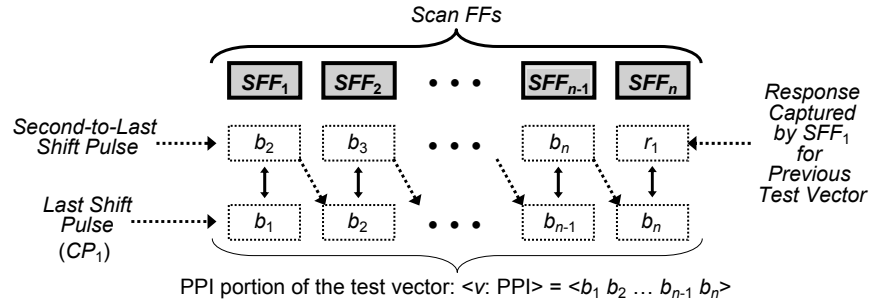 Scan FFs
SFF1 SFF2 • • • SFFn-1 SFFn
Second-to-Last
Shift Pulse
b2 b3 • • • bn r1
Response
Captured
by SFF1
for
Previous
Test Vector
Last Shift
Pulse
(CP1)
b1 b2 • • • bn-1 bn
PPI portion of the test vector: <v: PPI> = <b1 b2 … bn-1 bn>